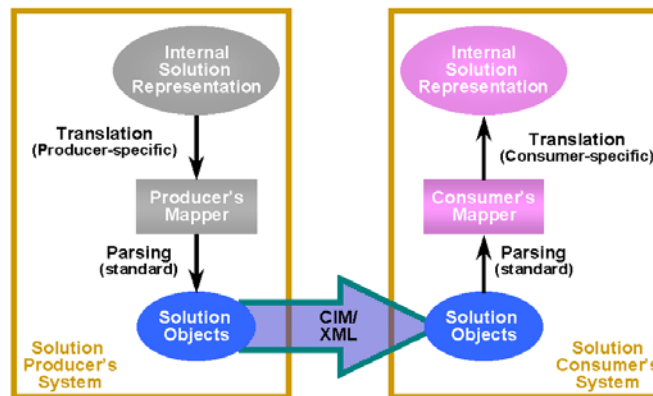 Internal
Solution
Representation
Translation
(Producer-specific)
Producer's
Mapper
Parsing
(standard)
Solution
Objects
Solution
Producer's
System
CIM/
XML
Internal
Solution
Representation
Translation
(Consumer-specific)
Consumer's
Mapper
Parsing
(standard)
Solution
Objects
Solution
Consumer's
System